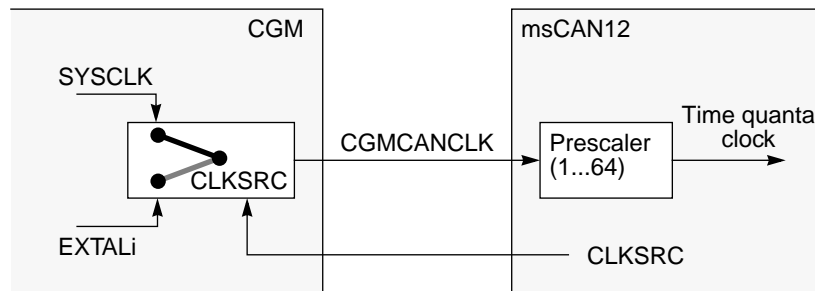 CGM
msCAN12
SYSCLK
CLKSRC
EXTALi
CGMCANCLK
Prescaler
(1...64)
Time quanta
clock
CLKSRC